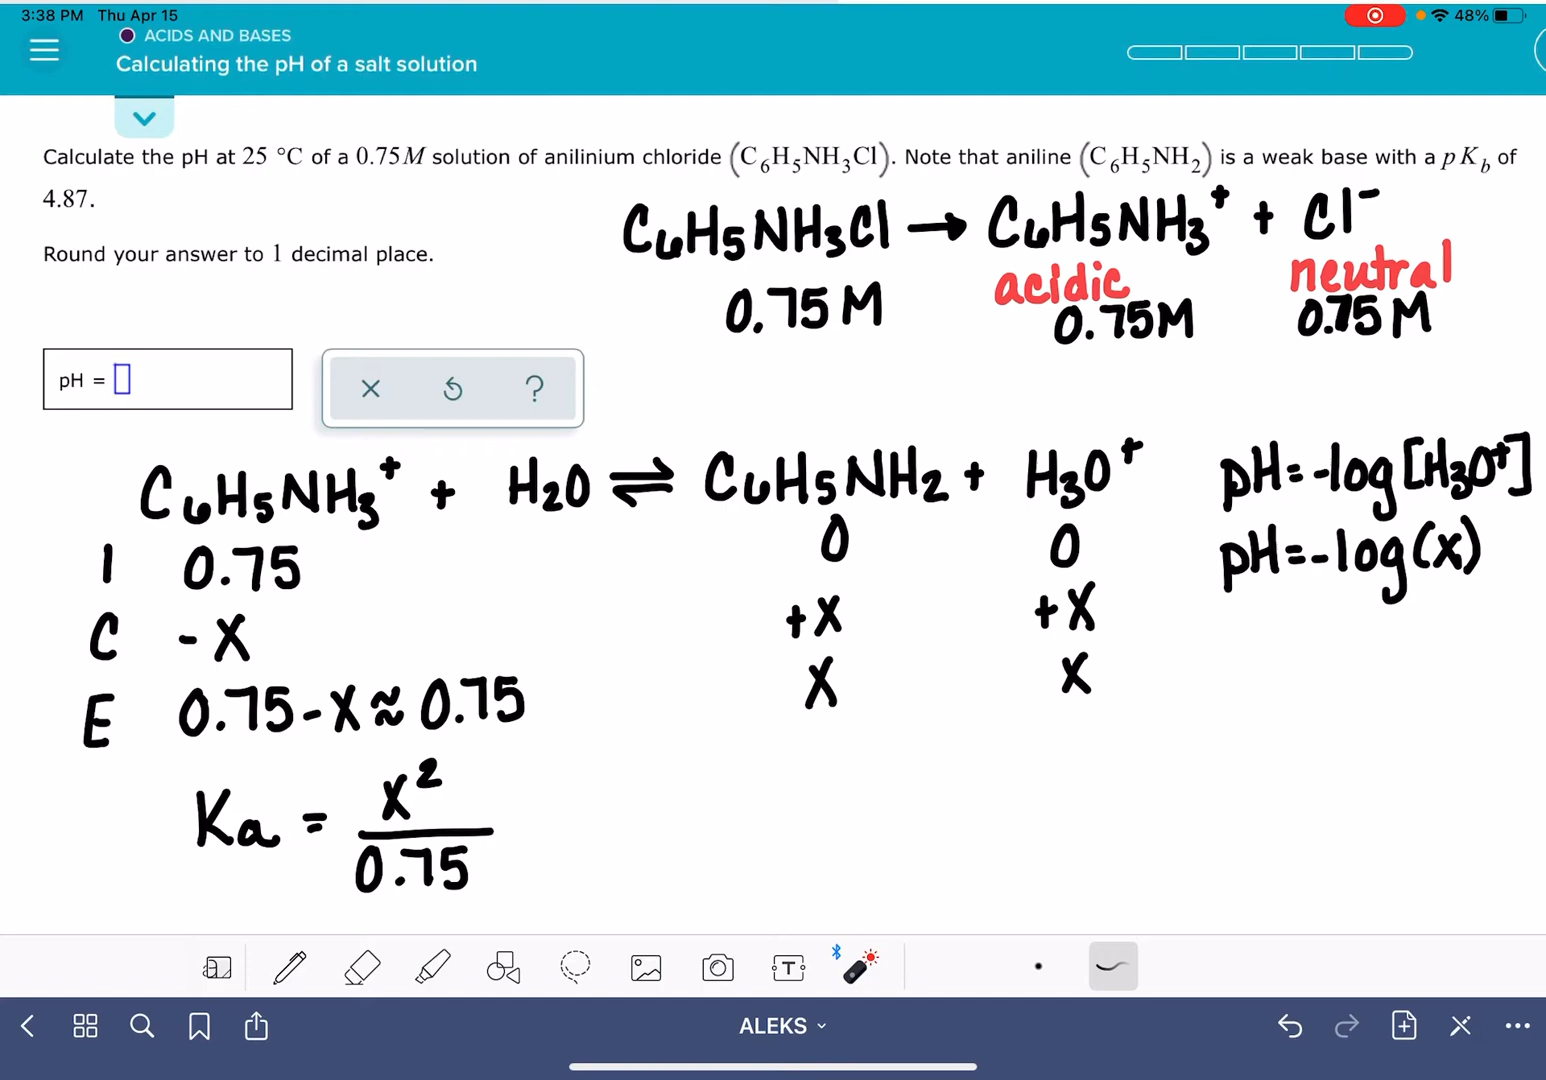 3:38 PM Thu Apr 15
48%
ACIDS AND BASES
Calculating the pH of a salt solution
Calculate the pH at 25 °C of a 0.75M solution of anilinium chloride (C₆H₅NH₃Cl). Note that aniline (C₆H₅NH₂) is a weak base with a pK_b of
4.87.
C6H5NH3Cl → C6H5NH3⁺ + Cl⁻
Round your answer to 1 decimal place.
acidic neutral
0.75M 0.75M 0.75M
pH =
?
C6H5NH3⁺ + H2O ⇌ C6H5NH2 + H3O⁺ pH=-log[H3O⁺]
I 0.75 0 0 pH=-log(x)
C -X +X +X
E 0.75-X≈0.75 X X
Ka = X²
0.75
a
T
ALEKS